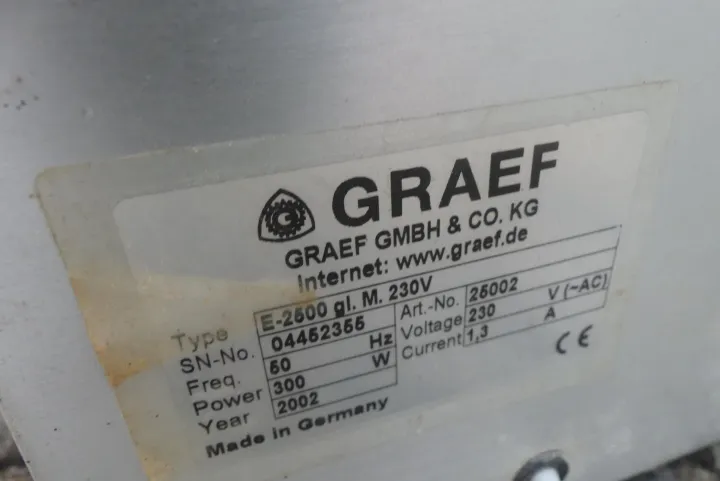 GRAEF
GRAEF GMBH & CO. KG
Internet: www.graef.de
Type E-2500 gl. M. 230V
SN-No. 04452355 Art.-No. 25002
Freq. 50 Hz Voltage 230 V (~AC)
Power 300 W Current 1,3 A
Year 2002
CE
Made in Germany